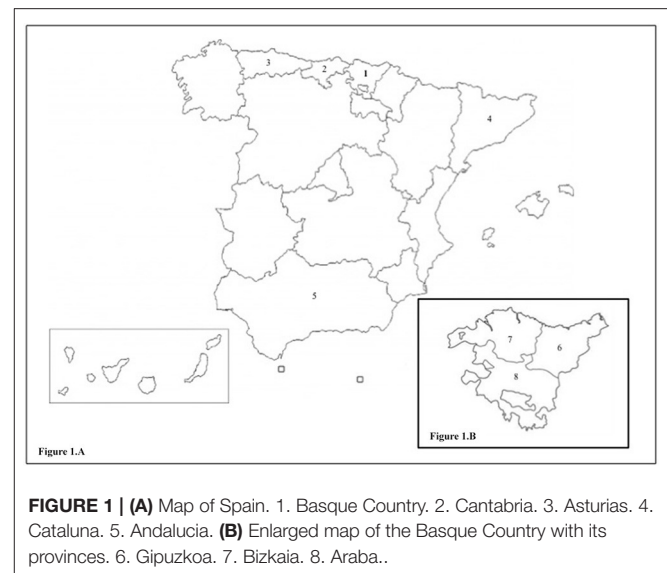 3
2
1
4
5
7
6
8
Figure 1.A
Figure 1.B
FIGURE 1 | (A) Map of Spain. 1. Basque Country. 2. Cantabria. 3. Asturias. 4.
Cataluna. 5. Andalucia. (B) Enlarged map of the Basque Country with its
provinces. 6. Gipuzkoa. 7. Bizkaia. 8. Araba..